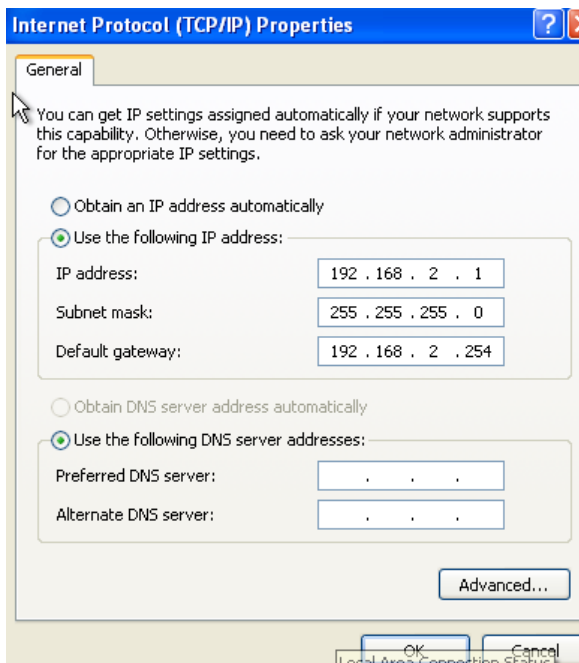 Internet Protocol (TCP/IP) Properties
General
You can get IP settings assigned automatically if your network supports
this capability. Otherwise, you need to ask your network administrator
for the appropriate IP settings.
Obtain an IP address automatically
Use the following IP address:
IP address: 192 . 168 . 2 . 1
Subnet mask: 255 . 255 . 255 . 0
Default gateway: 192 . 168 . 2 . 254
Obtain DNS server address automatically
Use the following DNS server addresses:
Preferred DNS server: . . .
Alternate DNS server: . . .
Advanced...
OK Cancel
Local Area Connection Status